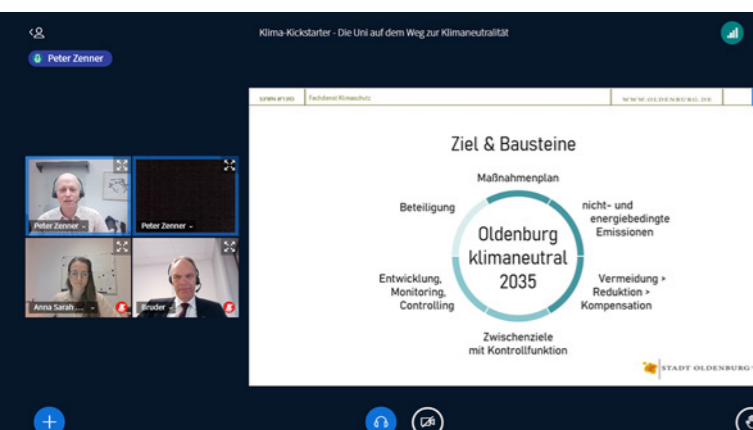 Klima-Kickstarter - Die Uni auf dem Weg zur Klimaneutralität
Peter Zenner
Fachdienst Klimaschutz
WWW.OLDENBURG.DE
Ziel & Bausteine
Maßnahmenplan
nicht- und
energiebedingte
Emissionen
Vermeidung >
Reduktion >
Kompensation
Zwischenziele
mit Kontrollfunktion
Entwicklung,
Monitoring,
Controlling
Beteiligung
Oldenburg
klimaneutral
2035
STADT OLDENBURG
Peter Zenner
Peter Zenner
Anna Sarah ...
Bruder